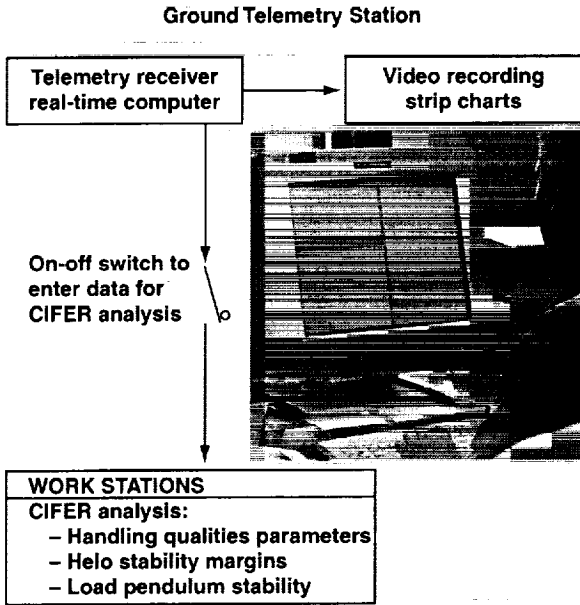 Ground Telemetry Station
Telemetry receiver
real-time computer
Video recording
strip charts
On-off switch to
enter data for
CIFER analysis
WORK STATIONS
CIFER analysis:
– Handling qualities parameters
– Helo stability margins
– Load pendulum stability